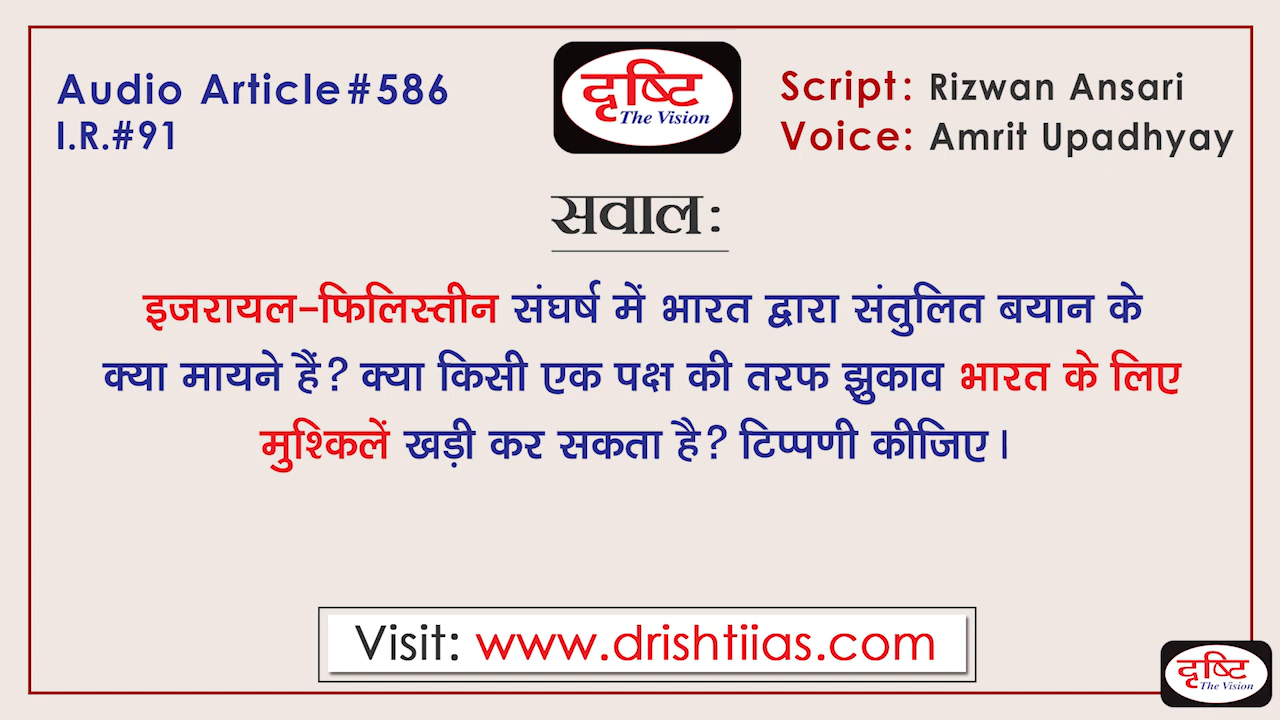 Audio Article#586
I.R.#91
दृष्टि
The Vision
Script: Rizwan Ansari
Voice: Amrit Upadhyay
सवाल:
इजरायल-फिलिस्तीन संघर्ष में भारत द्वारा संतुलित बयान के
क्या मायने हैं? क्या किसी एक पक्ष की तरफ झुकाव भारत के लिए
मुश्किलें खड़ी कर सकता है? टिप्पणी कीजिए।
Visit: www.drishtiias.com
दृष्टि
The Vision